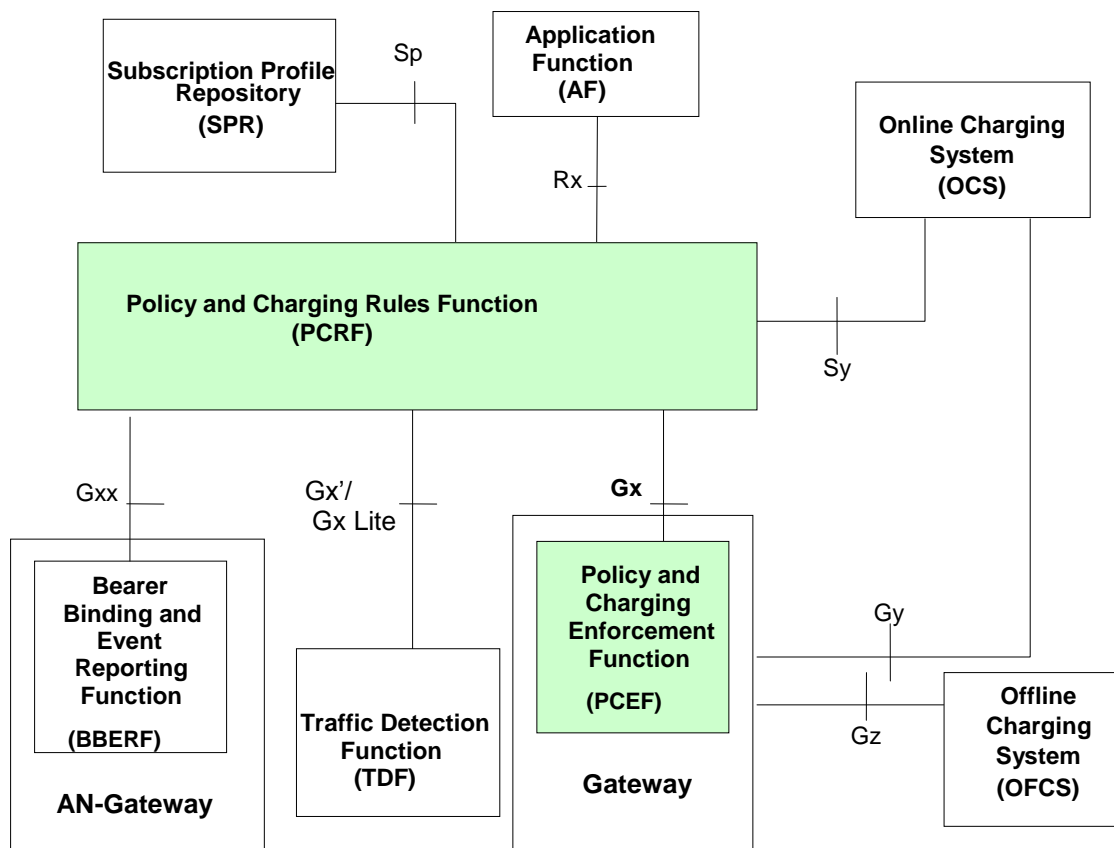 Subscription Profile
Repository
(SPR)
Sp
Application
Function
(AF)
Online Charging
System
(OCS)
Rx
Policy and Charging Rules Function
(PCRF)
Sy
Gxx
Gx’/
Gx Lite
Gx
Bearer
Binding and
Event
Reporting
Function
(BBERF)
AN-Gateway
Traffic Detection
Function
(TDF)
Policy and
Charging
Enforcement
Function
(PCEF)
Gateway
Gy
Gz
Offline
Charging
System
(OFCS)